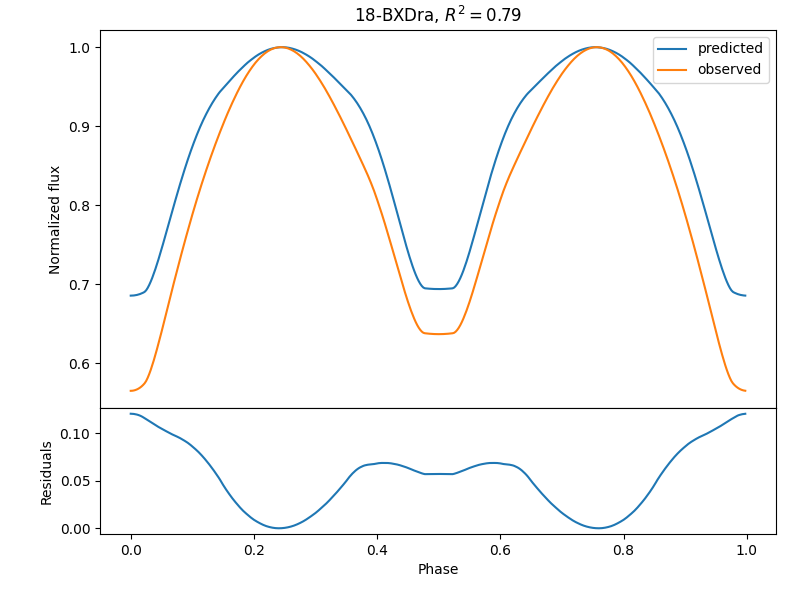 18-BXDra, R² = 0.79
predicted
observed
1.0
0.9
0.8
0.7
0.6
Normalized flux
0.10
0.05
0.00
Residuals
0.0 0.2 0.4 0.6 0.8 1.0
Phase